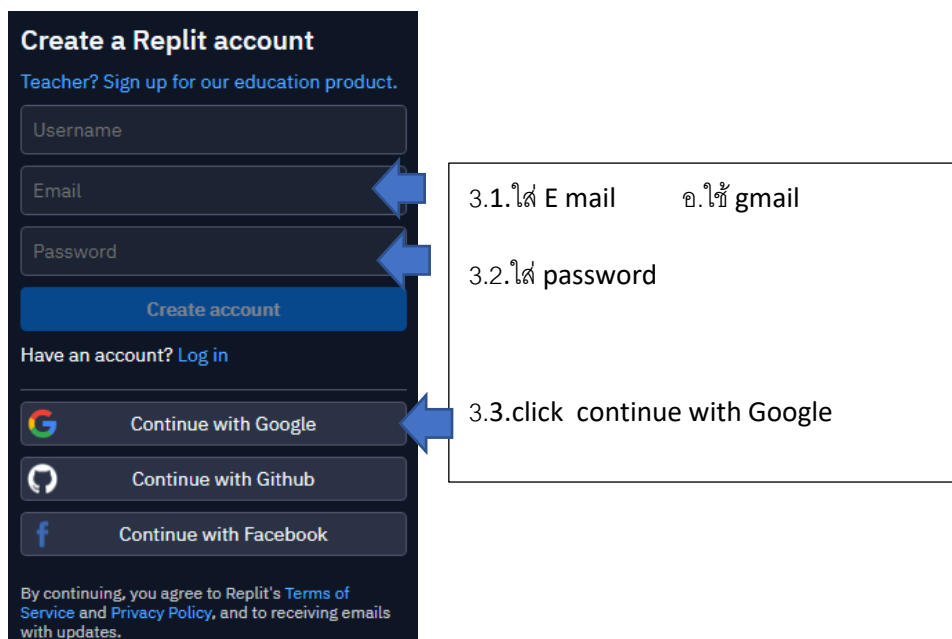 Create a Replit account
Teacher? Sign up for our education product.
Username
Email
Password
Create account
Have an account? Log in
Continue with Google
Continue with Github
Continue with Facebook
By continuing, you agree to Replit's Terms of
Service and Privacy Policy, and to receiving emails
with updates.
3.1.ใส่ E mail อ.ใช้ gmail
3.2.ใส่ password
3.3.click continue with Google